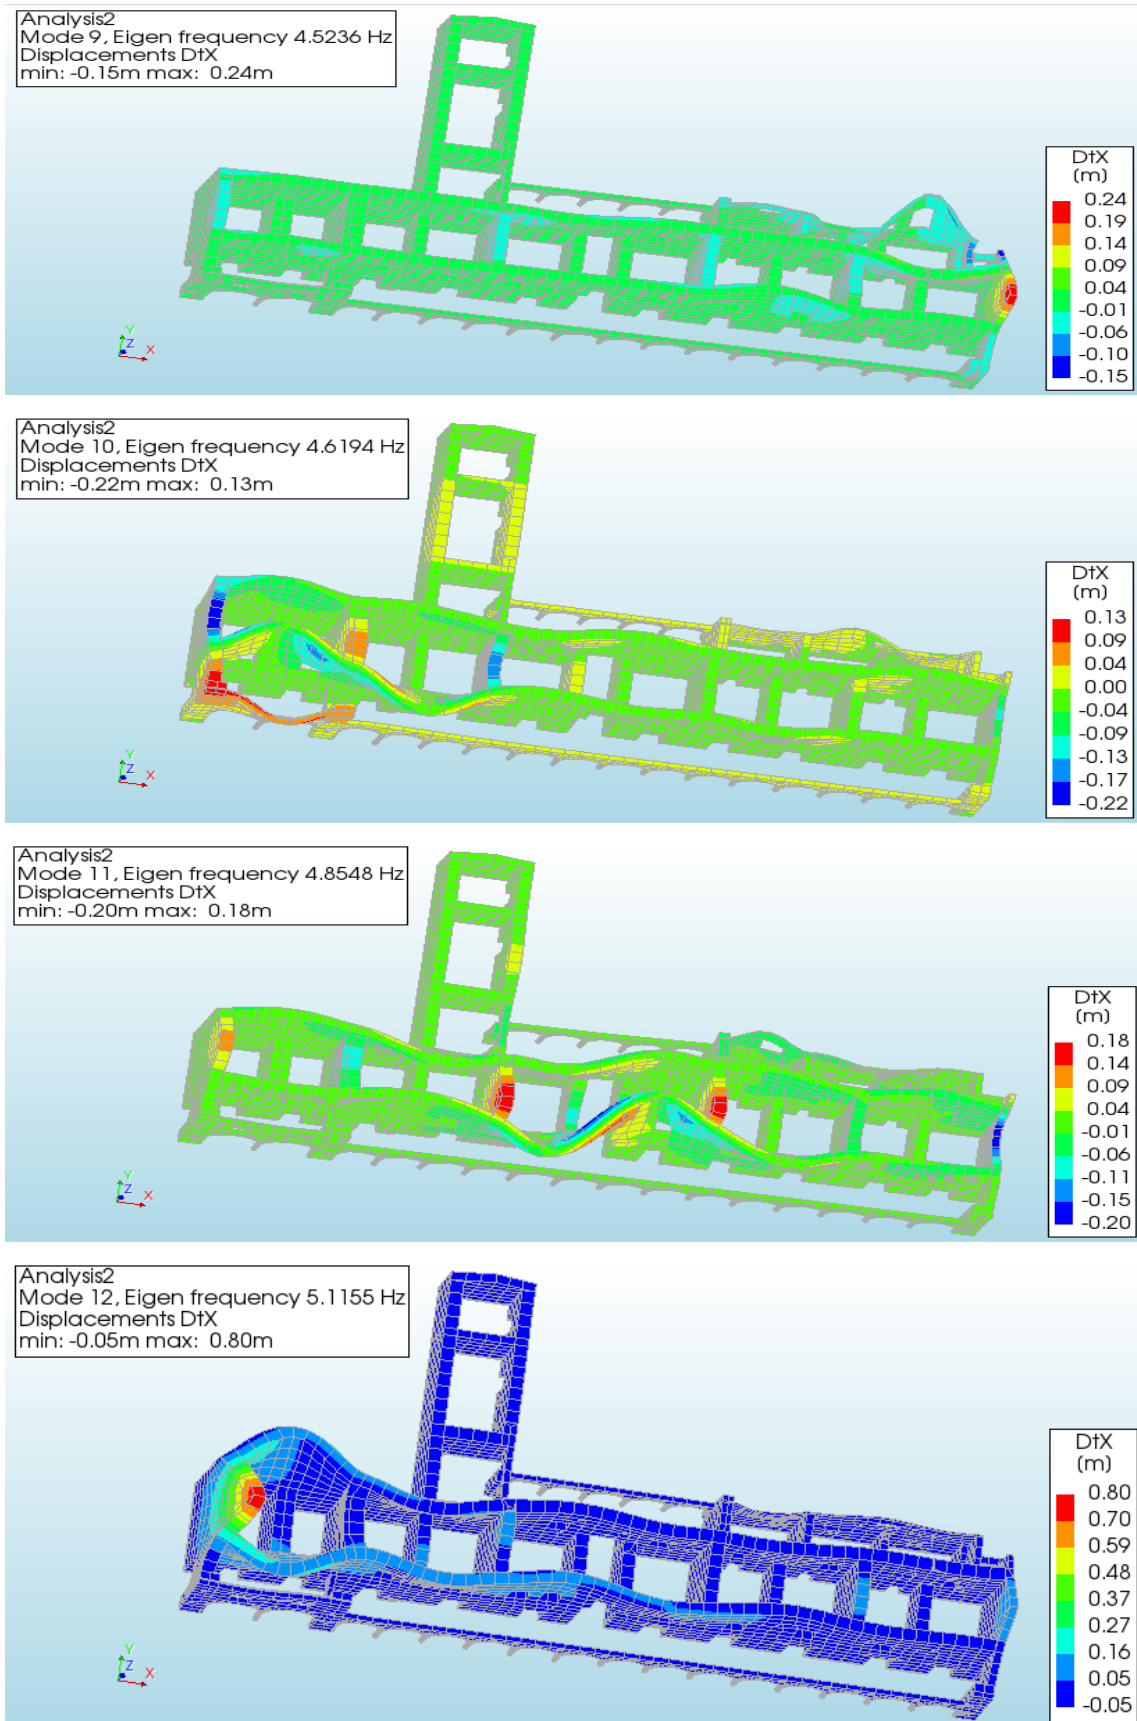 Analysis2
Mode 9, Eigen frequency 4.5236 Hz
Displacements DtX
min: -0.15m max: 0.24m
DtX
(m)
0.24
0.19
0.14
0.09
0.04
-0.01
-0.06
-0.10
-0.15
Y
Z
X
Analysis2
Mode 10, Eigen frequency 4.6194 Hz
Displacements DtX
min: -0.22m max: 0.13m
DtX
(m)
0.13
0.09
0.04
0.00
-0.04
-0.09
-0.13
-0.17
-0.22
Y
Z
X
Analysis2
Mode 11, Eigen frequency 4.8548 Hz
Displacements DtX
min: -0.20m max: 0.18m
DtX
(m)
0.18
0.14
0.09
0.04
-0.01
-0.06
-0.11
-0.15
-0.20
Y
Z
X
Analysis2
Mode 12, Eigen frequency 5.1155 Hz
Displacements DtX
min: -0.05m max: 0.80m
DtX
(m)
0.80
0.70
0.59
0.48
0.37
0.27
0.16
0.05
-0.05
Y
Z
X